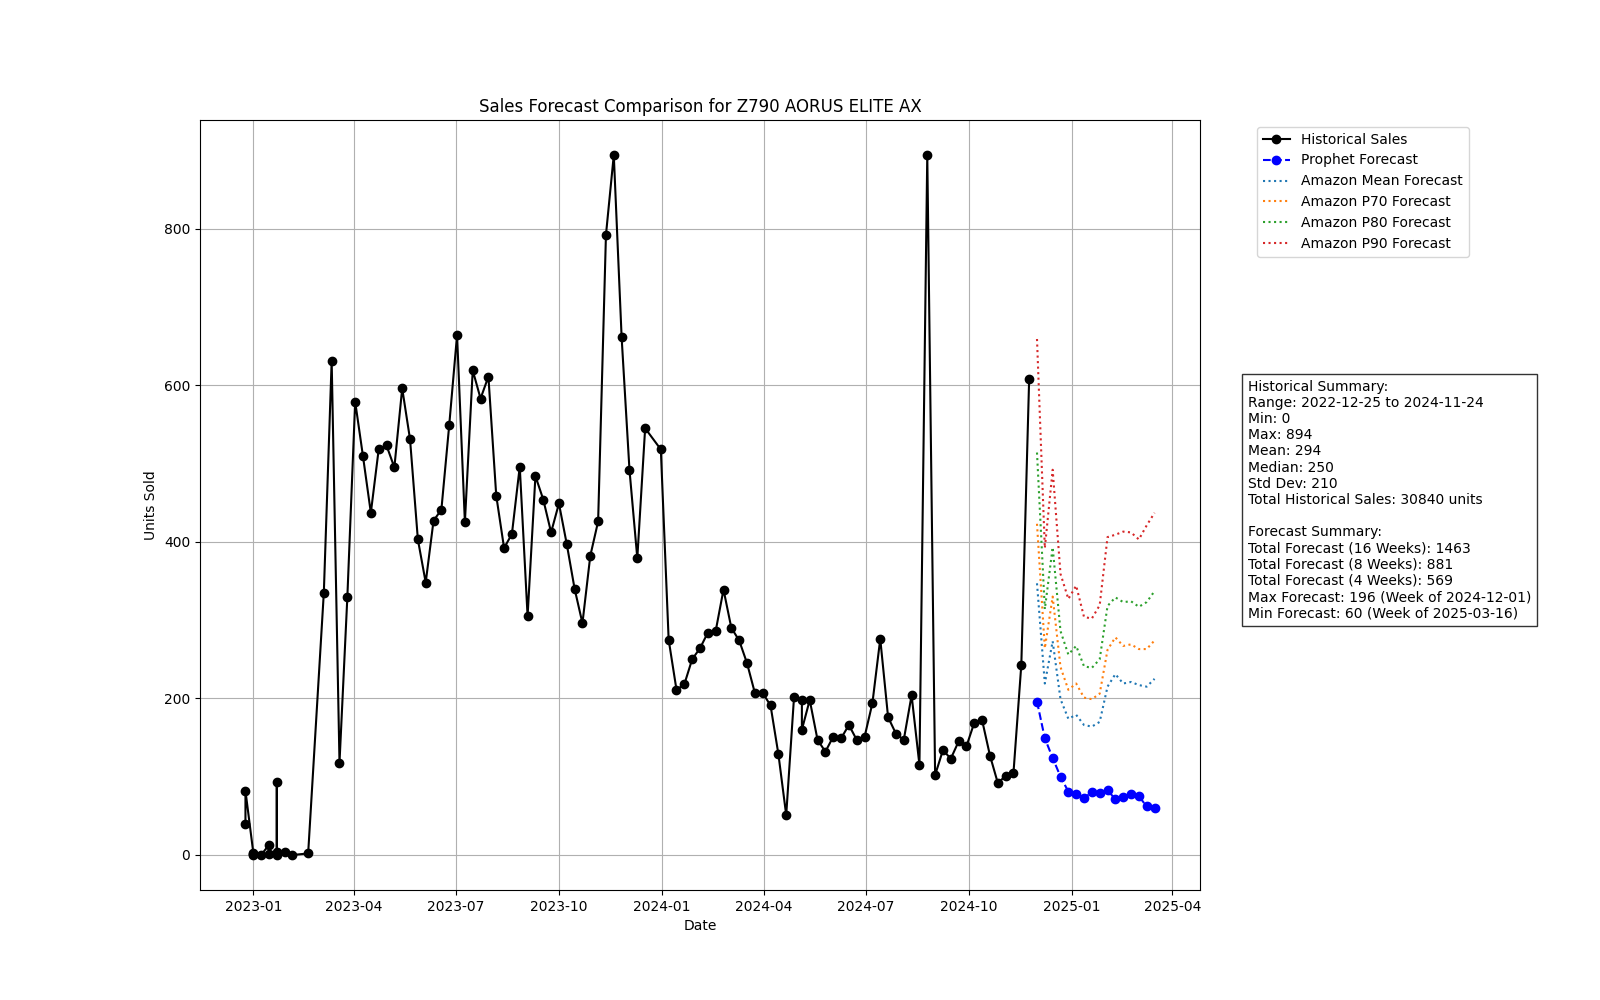 Sales Forecast Comparison for Z790 AORUS ELITE AX
Units Sold
800
600
400
200
0
2023-01
2023-04
2023-07
2023-10
2024-01
2024-04
2024-07
2024-10
2025-01
2025-04
Date
Historical Sales
Prophet Forecast
Amazon Mean Forecast
Amazon P70 Forecast
Amazon P80 Forecast
Amazon P90 Forecast
Historical Summary:
Range: 2022-12-25 to 2024-11-24
Min: 0
Max: 894
Mean: 294
Median: 250
Std Dev: 210
Total Historical Sales: 30840 units
Forecast Summary:
Total Forecast (16 Weeks): 1463
Total Forecast (8 Weeks): 881
Total Forecast (4 Weeks): 569
Max Forecast: 196 (Week of 2024-12-01)
Min Forecast: 60 (Week of 2025-03-16)